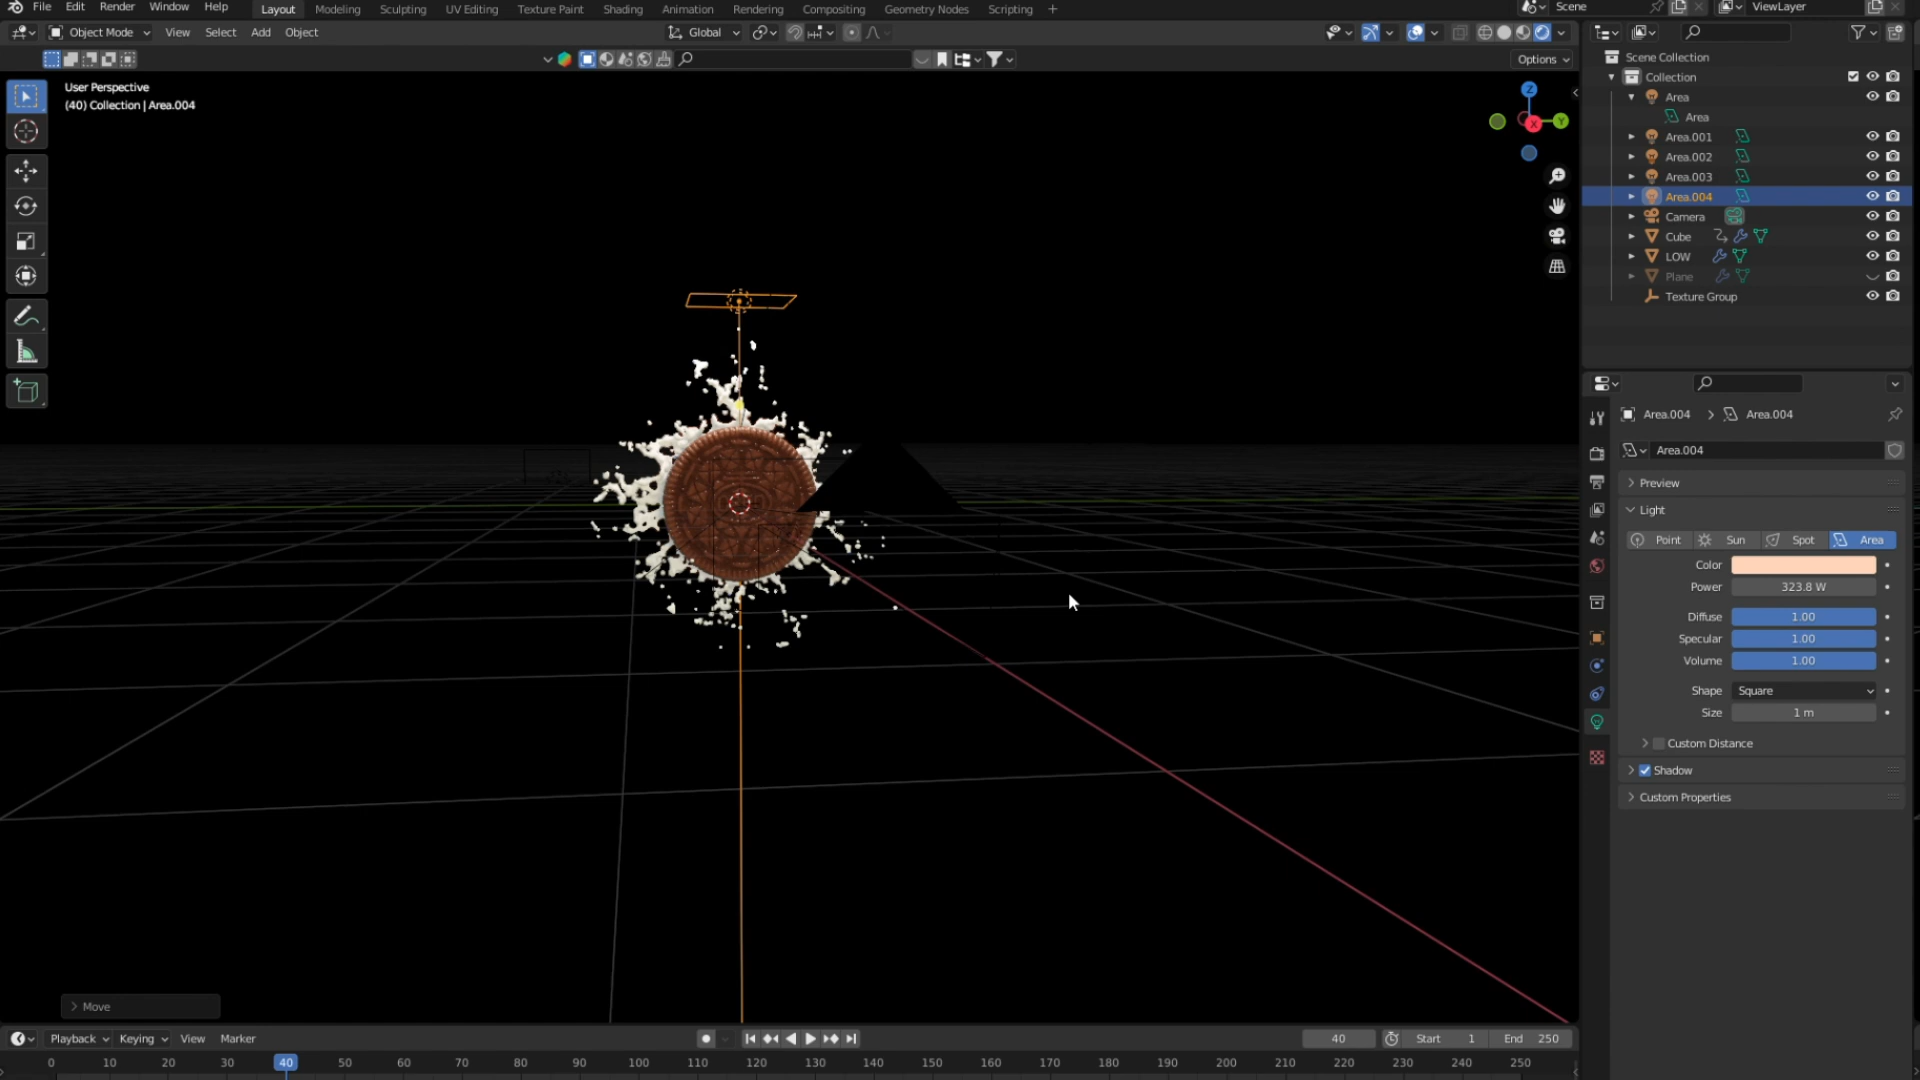 File Edit Render Window Help Layout Modeling Sculpting UV Editing Texture Paint Shading Animation Rendering Compositing Geometry Nodes Scripting + Scene ViewLayer
Object Mode View Select Add Object Global
Options
User Perspective
(40) Collection | Area.004
Z
X
Y
Scene Collection
Collection
Area
Area
Area.001
Area.002
Area.003
Area.004
Camera
Cube
LOW
Plane
Texture Group
Area.004 > Area.004
Area.004
Preview
Light
Point Sun Spot Area
Color
Power 323.8 W
Diffuse 1.00
Specular 1.00
Volume 1.00
Shape Square
Size 1 m
Custom Distance
Shadow
Custom Properties
Move
Playback Keying View Marker 40 Start 1 End 250
0 10 20 30 40 50 60 70 80 90 100 110 120 130 140 150 160 170 180 190 200 210 220 230 240 250